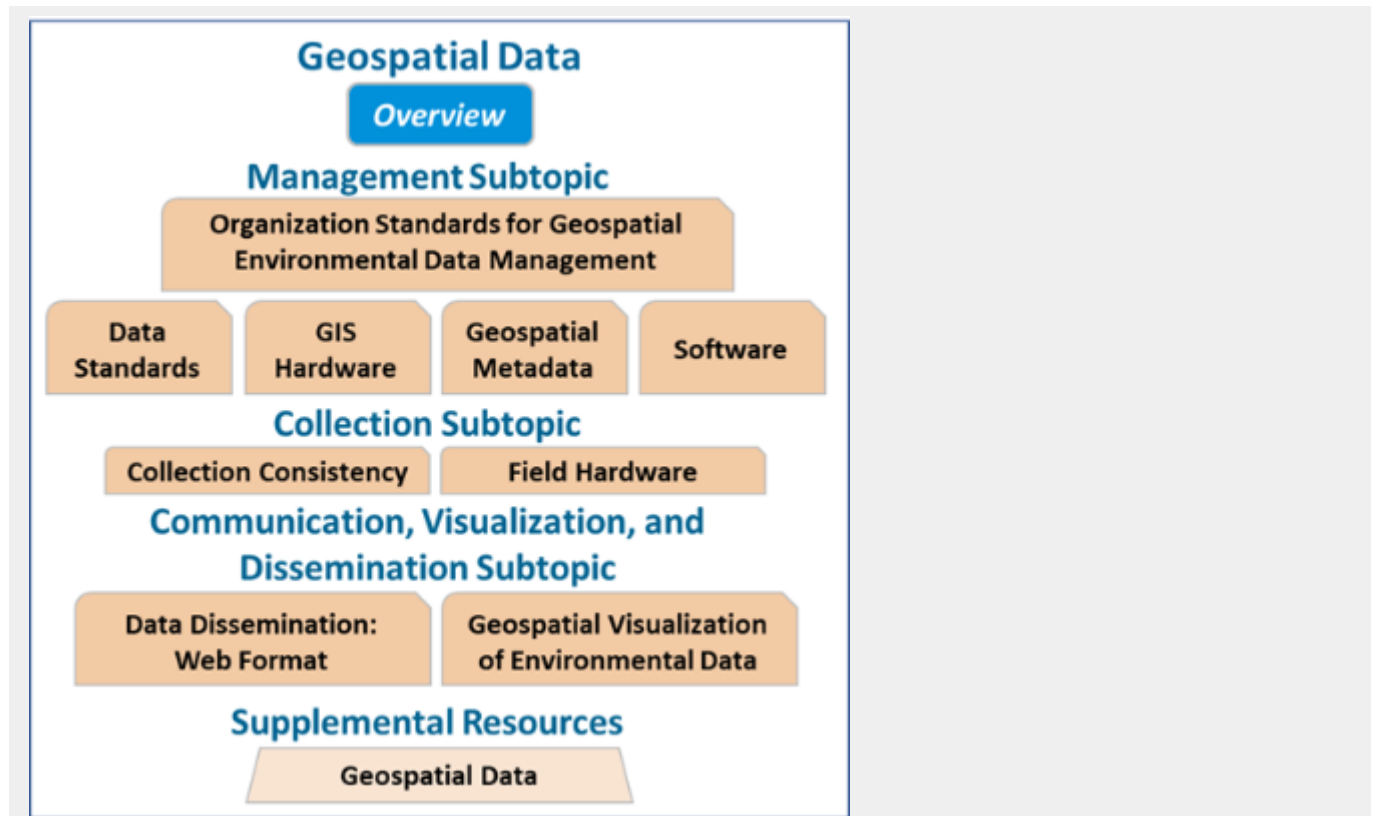 Geospatial Data
Overview
Management Subtopic
Organization Standards for Geospatial
Environmental Data Management
Data
Standards
GIS
Hardware
Geospatial
Metadata
Software
Collection Subtopic
Collection Consistency
Field Hardware
Communication, Visualization, and
Dissemination Subtopic
Data Dissemination:
Web Format
Geospatial Visualization
of Environmental Data
Supplemental Resources
Geospatial Data